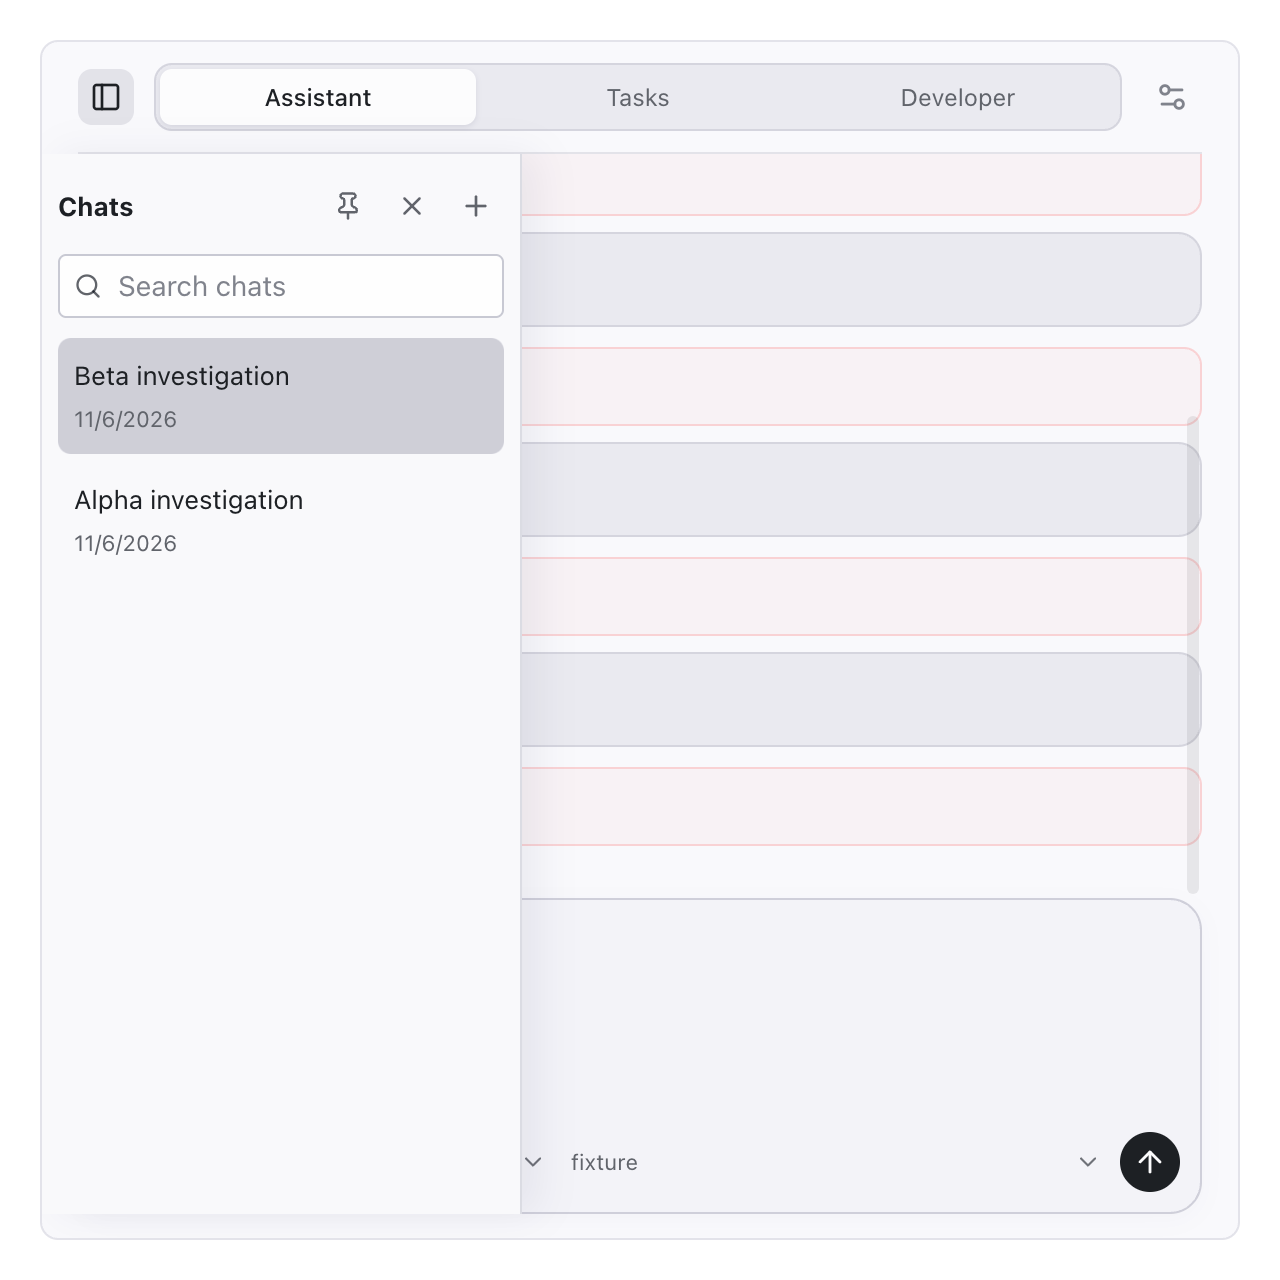 Assistant
Tasks
Developer
Chats
Search chats
Beta investigation
11/6/2026
Alpha investigation
11/6/2026
fixture